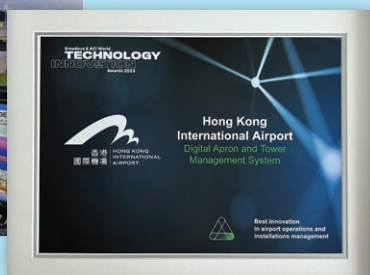 Amadeus & ACI World
TECHNOLOGY
INNOVATION
Awards 2023
香港
國際機場
HONG KONG
INTERNATIONAL
AIRPORT
Hong Kong
International Airport
Digital Apron and Tower
Management System
Best innovation
in airport operations and
installations management